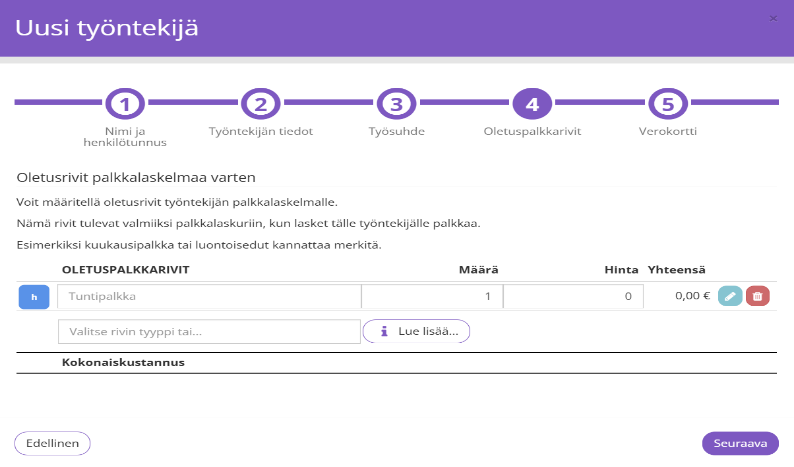 Uusi työntekijä
×
1 2 3 4 5
Nimi ja henkilötunnus
Työntekijän tiedot
Työsuhde
Oletuspalkkarivit
Verokortti
Oletusrivit palkkalaskelmaa varten
Voit määritellä oletusrivit työntekijän palkkalaskelmalle.
Nämä rivit tulevat valmiiksi palkkalaskuriin, kun lasket tälle työntekijälle palkkaa.
Esimerkiksi kuukausipalkka tai luontoisedut kannattaa merkitä.
OLETUSPALKKARIVIT Määrä Hinta Yhteensä
h Tuntipalkka 1 0 0,00 €
Valitse rivin tyyppi tai... i Lue lisää...
Kokonaiskustannus
Edellinen Seuraava